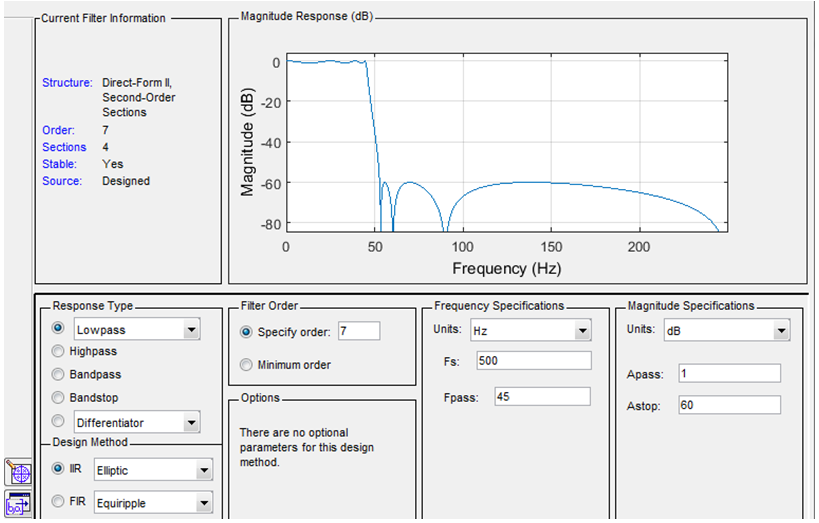 Current Filter Information
Structure: Direct-Form II,
Second-Order
Sections
Order: 7
Sections 4
Stable: Yes
Source: Designed
Magnitude Response (dB)
Magnitude (dB)
0
-20
-40
-60
-80
0 50 100 150 200
Frequency (Hz)
Response Type
Lowpass
Highpass
Bandpass
Bandstop
Differentiator
Design Method
IIR Elliptic
FIR Equiripple
Filter Order
Specify order: 7
Minimum order
Options
There are no optional
parameters for this design
method.
Frequency Specifications
Units: Hz
Fs: 500
Fpass: 45
Magnitude Specifications
Units: dB
Apass: 1
Astop: 60